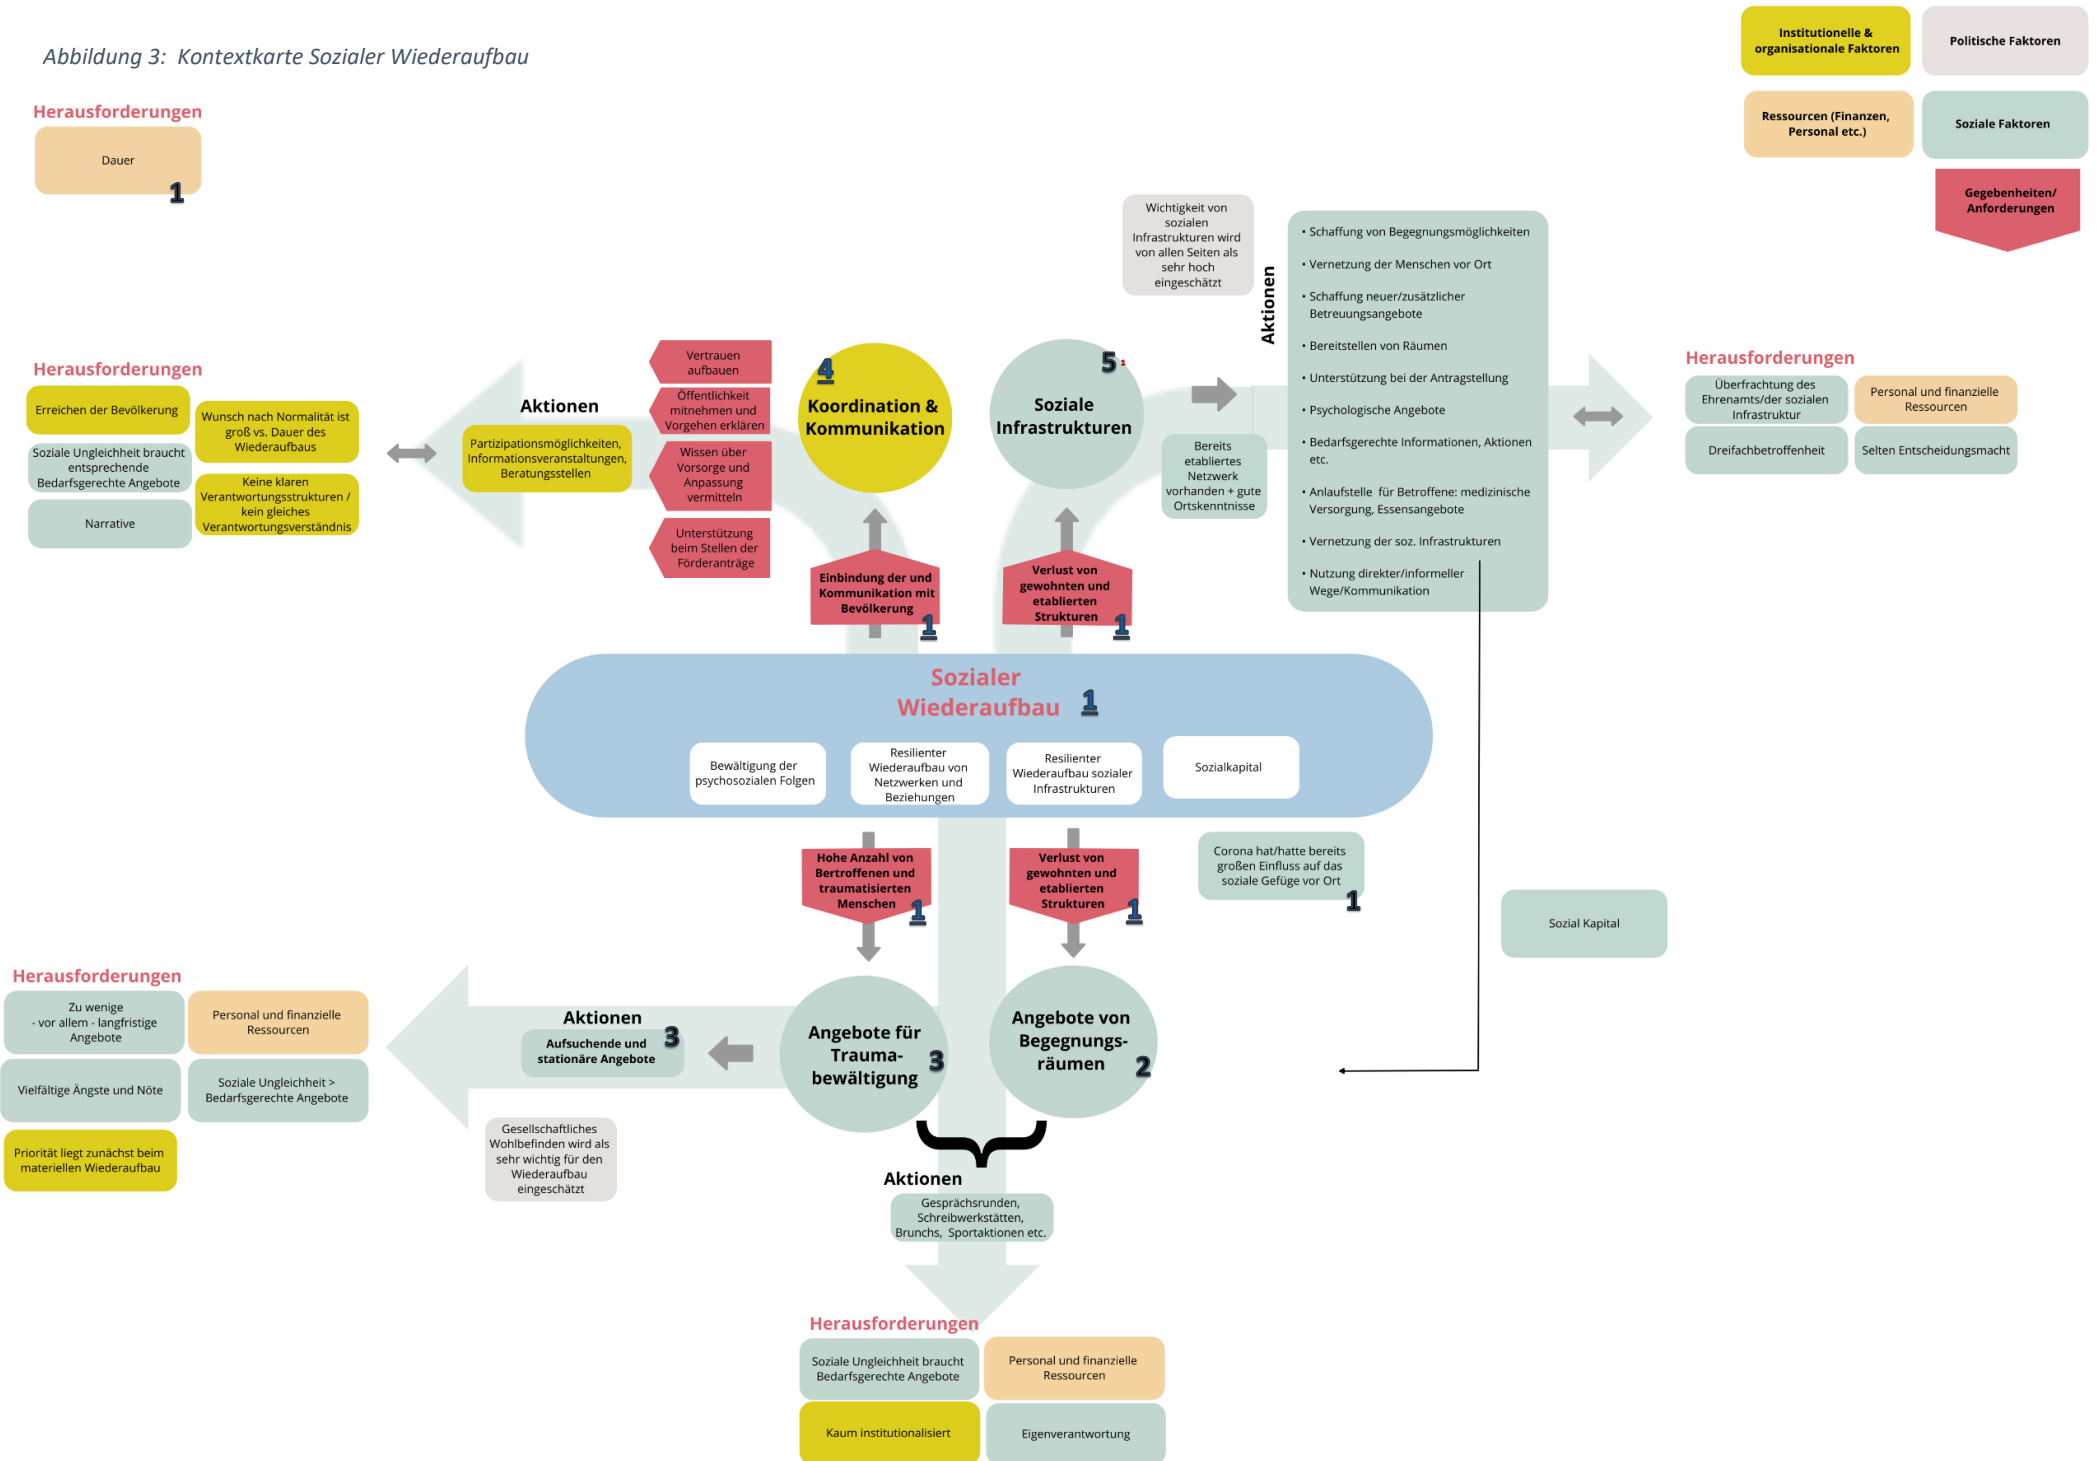 Abbildung 3: Kontextkarte Sozialer Wiederaufbau
Institutionelle &
organisationale Faktoren
Politische Faktoren
Ressourcen (Finanzen,
Personal etc.)
Soziale Faktoren
Gegebenheiten/
Anforderungen
Herausforderungen
Dauer
1
Herausforderungen
Erreichen der Bevölkerung
Wunsch nach Normalität ist
groß vs. Dauer des
Wiederaufbaus
Soziale Ungleichheit braucht
entsprechende
Bedarfsgerechte Angebote
Keine klaren
Verantwortungsstrukturen /
kein gleiches
Verantwortungsverständnis
Narrative
Aktionen
Partizipationsmöglichkeiten,
Informationsveranstaltungen,
Beratungsstellen
Vertrauen
aufbauen
Öffentlichkeit
mitnehmen und
Vorgehen erklären
Wissen über
Vorsorge und
Anpassung
vermitteln
Unterstützung
beim Stellen der
Förderanträge
4
Koordination &
Kommunikation
Einbindung der und
Kommunikation mit
Bevölkerung
1
5
1
Soziale
Infrastrukturen
Verlust von
gewohnten und
etablierten
Strukturen
1
Wichtigkeit von
sozialen
Infrastrukturen wird
von allen Seiten als
sehr hoch
eingeschätzt
Bereits
etabliertes
Netzwerk
vorhanden + gute
Ortskenntnisse
Aktionen
• Schaffung von Begegnungsmöglichkeiten
• Vernetzung der Menschen vor Ort
• Schaffung neuer/zusätzlicher
Betreuungsangebote
• Bereitstellen von Räumen
• Unterstützung bei der Antragstellung
• Psychologische Angebote
• Bedarfsgerechte Informationen, Aktionen
etc.
• Anlaufstelle für Betroffene: medizinische
Versorgung, Essensangebote
• Vernetzung der soz. Infrastrukturen
• Nutzung direkter/informeller
Wege/Kommunikation
Herausforderungen
Überfrachtung des
Ehrenamts/der sozialen
Infrastruktur
Personal und finanzielle
Ressourcen
Dreifachbetroffenheit
Selten Entscheidungsmacht
Sozialer
Wiederaufbau
1
Bewältigung der
psychosozialen Folgen
Resilienter
Wiederaufbau von
Netzwerken und
Beziehungen
Resilienter
Wiederaufbau sozialer
Infrastrukturen
Sozialkapital
Hohe Anzahl von
Bertroffenen und
traumatisierten
Menschen
1
Verlust von
gewohnten und
etablierten
Strukturen
1
Corona hat/hatte bereits
großen Einfluss auf das
soziale Gefüge vor Ort
1
Sozial Kapital
Herausforderungen
Zu wenige
- vor allem - langfristige
Angebote
Personal und finanzielle
Ressourcen
Vielfältige Ängste und Nöte
Soziale Ungleichheit >
Bedarfsgerechte Angebote
Priorität liegt zunächst beim
materiellen Wiederaufbau
Aktionen
Aufsuchende und
stationäre Angebote
3
Gesellschaftliches
Wohlbefinden wird als
sehr wichtig für den
Wiederaufbau
eingeschätzt
Angebote für
Trauma-
bewältigung
3
Angebote von
Begegnungs-
räumen
2
Aktionen
Gesprächsrunden,
Schreibwerkstätten,
Brunchs, Sportaktionen etc.
Herausforderungen
Soziale Ungleichheit braucht
Bedarfsgerechte Angebote
Personal und finanzielle
Ressourcen
Kaum institutionalisiert
Eigenverantwortung